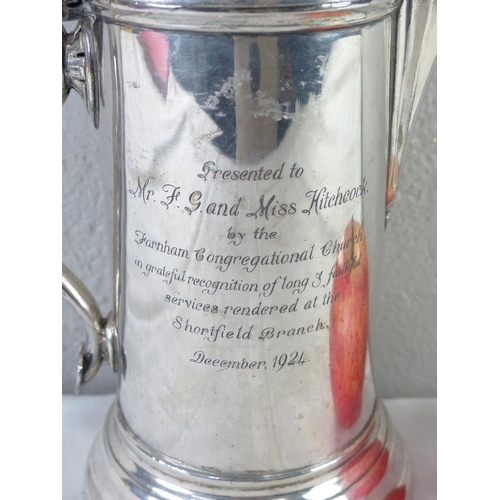 Presented to
Mr. F. G. and Miss Hitchcock.
by the
Farnham Congregational Church,
in grateful recognition of long & faithful
services rendered at the
Shortfield Branch,
December, 1924